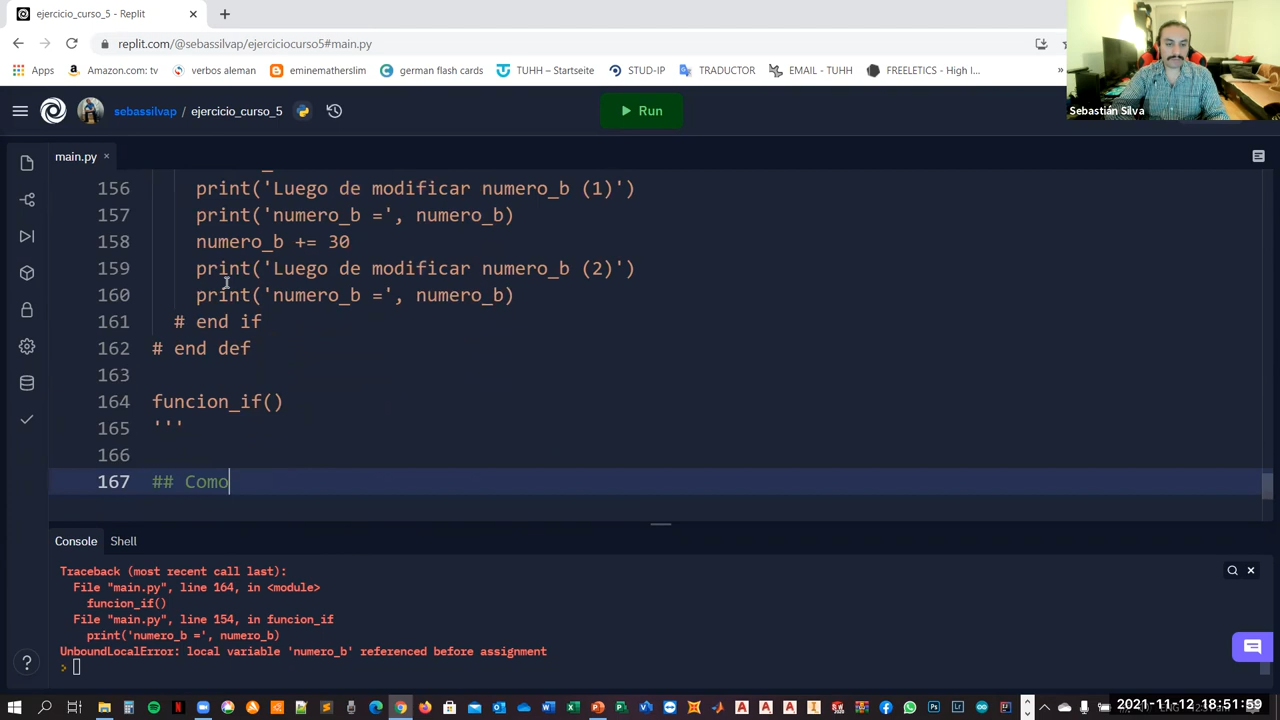 ejercicio_curso_5 - Replit
replit.com/@sebassilvap/ejerciciocurso5#main.py
Apps
Amazon.com: tv
verbos aleman
eminematherslim
german flash cards
TUHH – Startseite
STUD-IP
TRADUCTOR
EMAIL - TUHH
FREELETICS - High I...
»
Sebastián Silva
sebassilvap / ejercicio_curso_5
Run
main.py
156 print('Luego de modificar numero_b (1)')
157 print('numero_b =', numero_b)
158 numero_b += 30
159 print('Luego de modificar numero_b (2)')
160 print('numero_b =', numero_b)
161 # end if
162 # end def
163
164 funcion_if()
165 '''
166
167 ## Como
Console Shell
Traceback (most recent call last):
File "main.py", line 164, in <module>
funcion_if()
File "main.py", line 154, in funcion_if
print('numero_b =', numero_b)
UnboundLocalError: local variable 'numero_b' referenced before assignment
>
?
2021-11-12 18:51:59